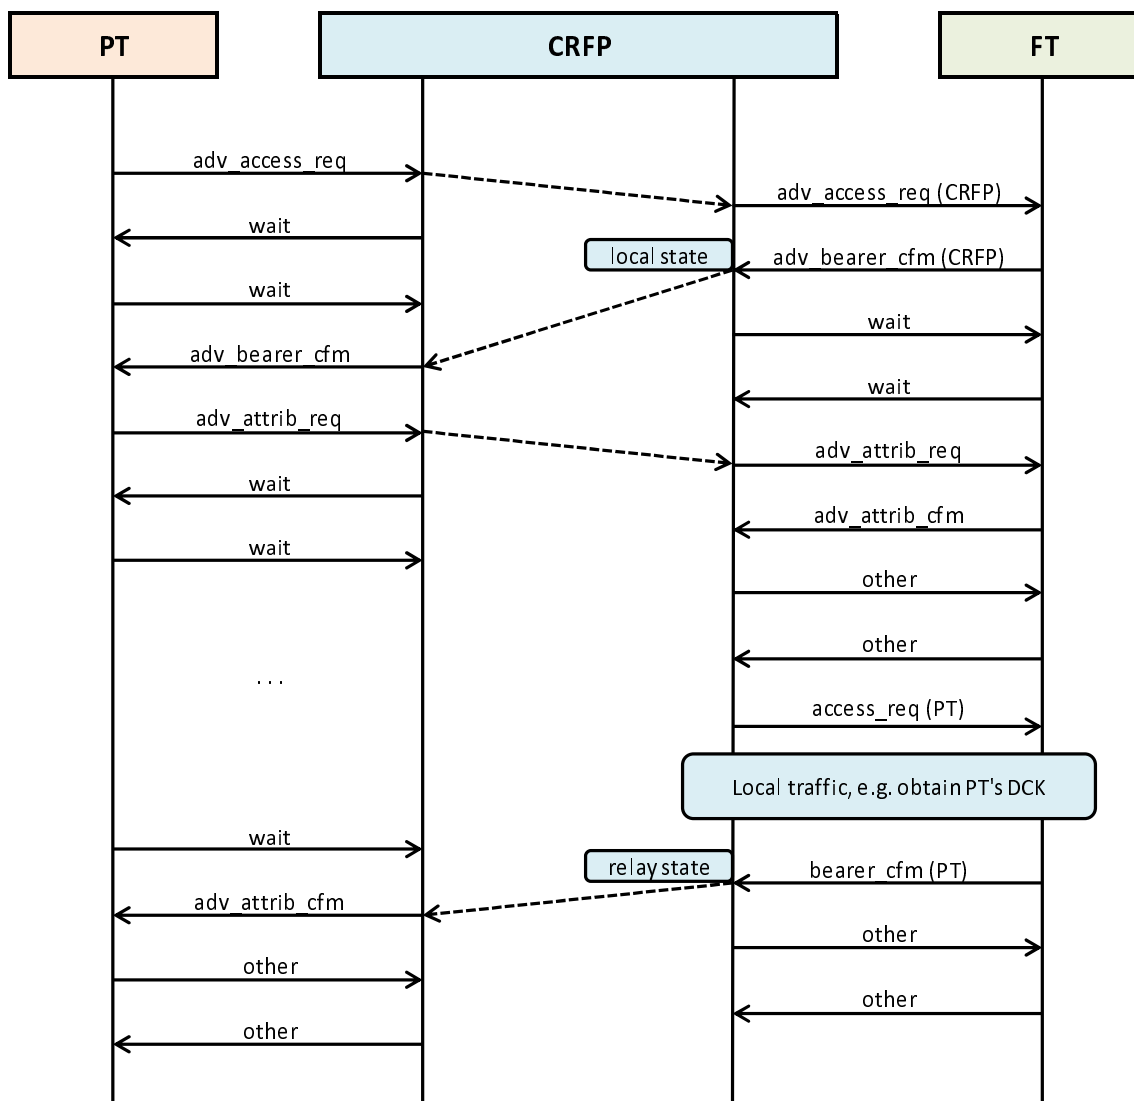 PT
CRFP
FT
adv_access_req
adv_access_req (CRFP)
wait
local state
adv_bearer_cfm (CRFP)
wait
wait
adv_bearer_cfm
wait
adv_attrib_req
adv_attrib_req
wait
adv_attrib_cfm
wait
other
other
. . .
access_req (PT)
Local traffic, e.g. obtain PT's DCK
wait
relay state
bearer_cfm (PT)
adv_attrib_cfm
other
other
other
other